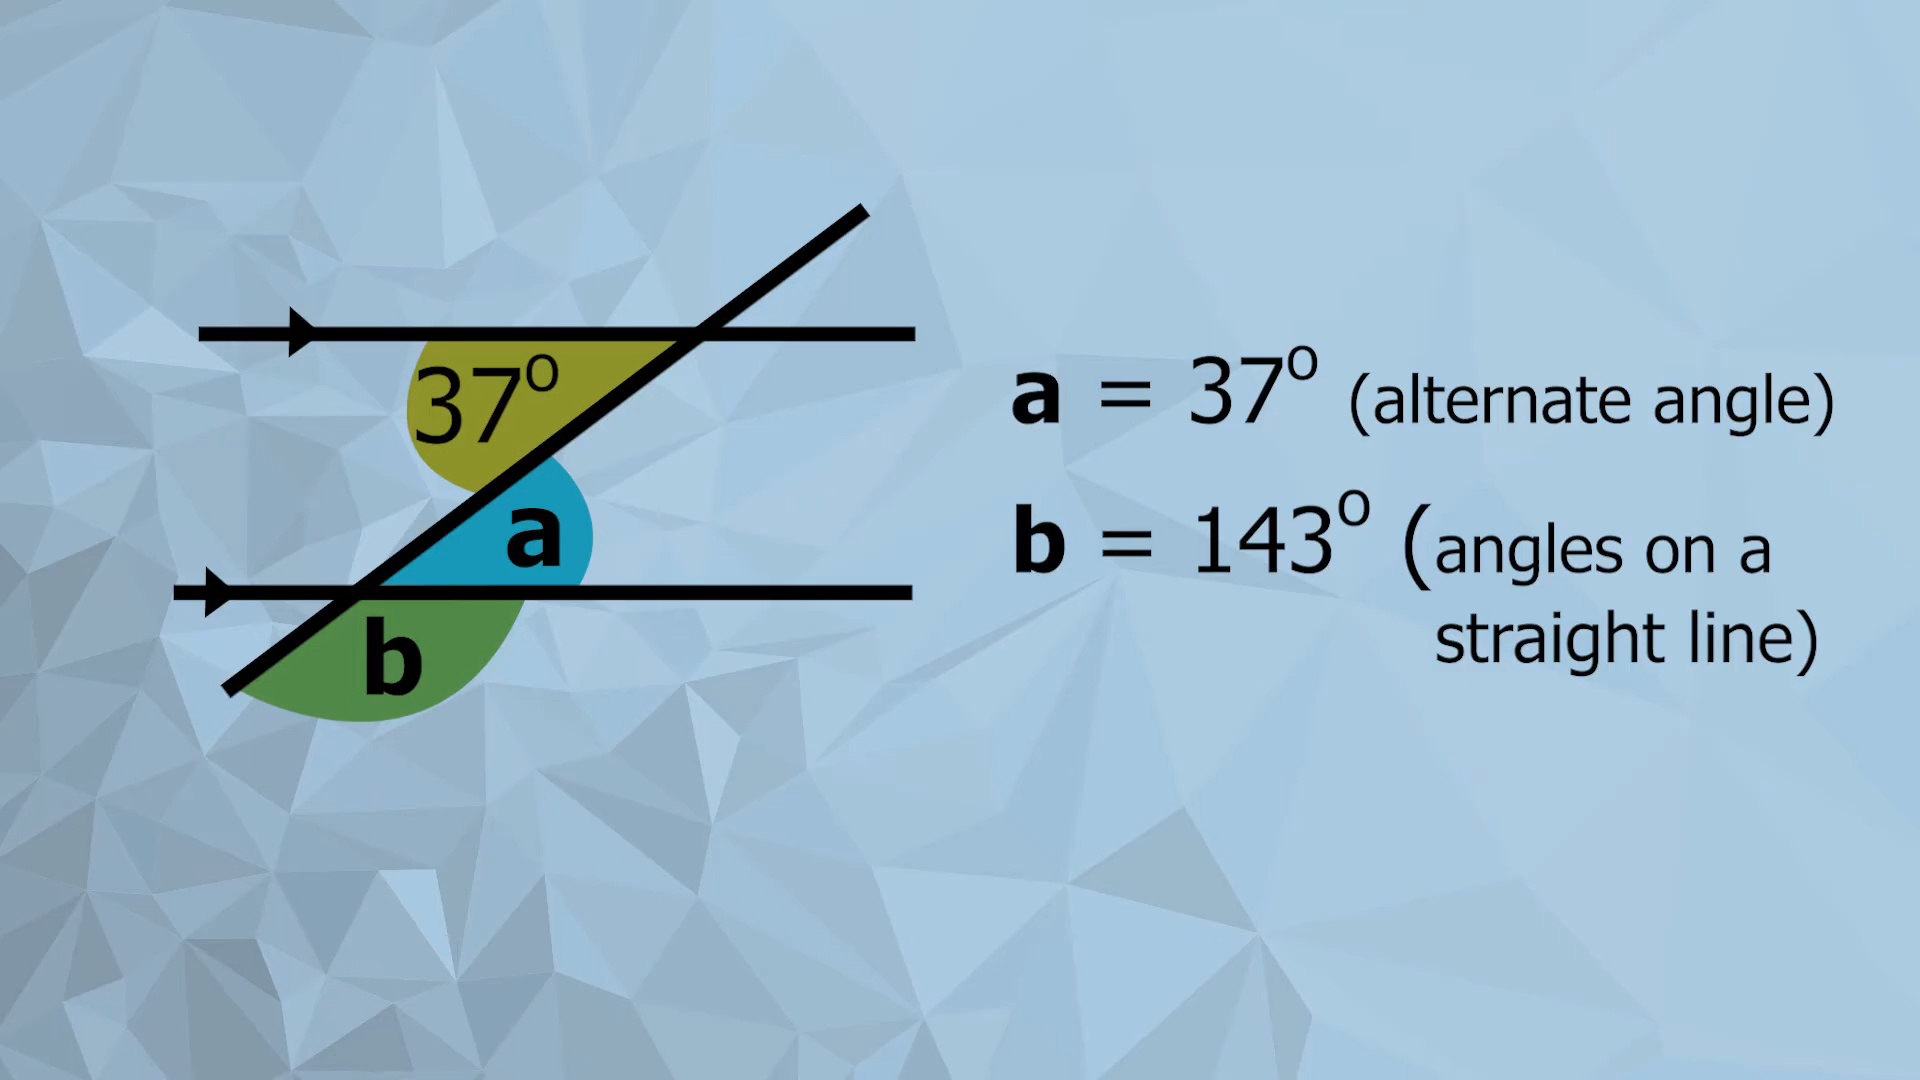 37°
a
b
a = 37° (alternate angle)
b = 143° (angles on a
straight line)